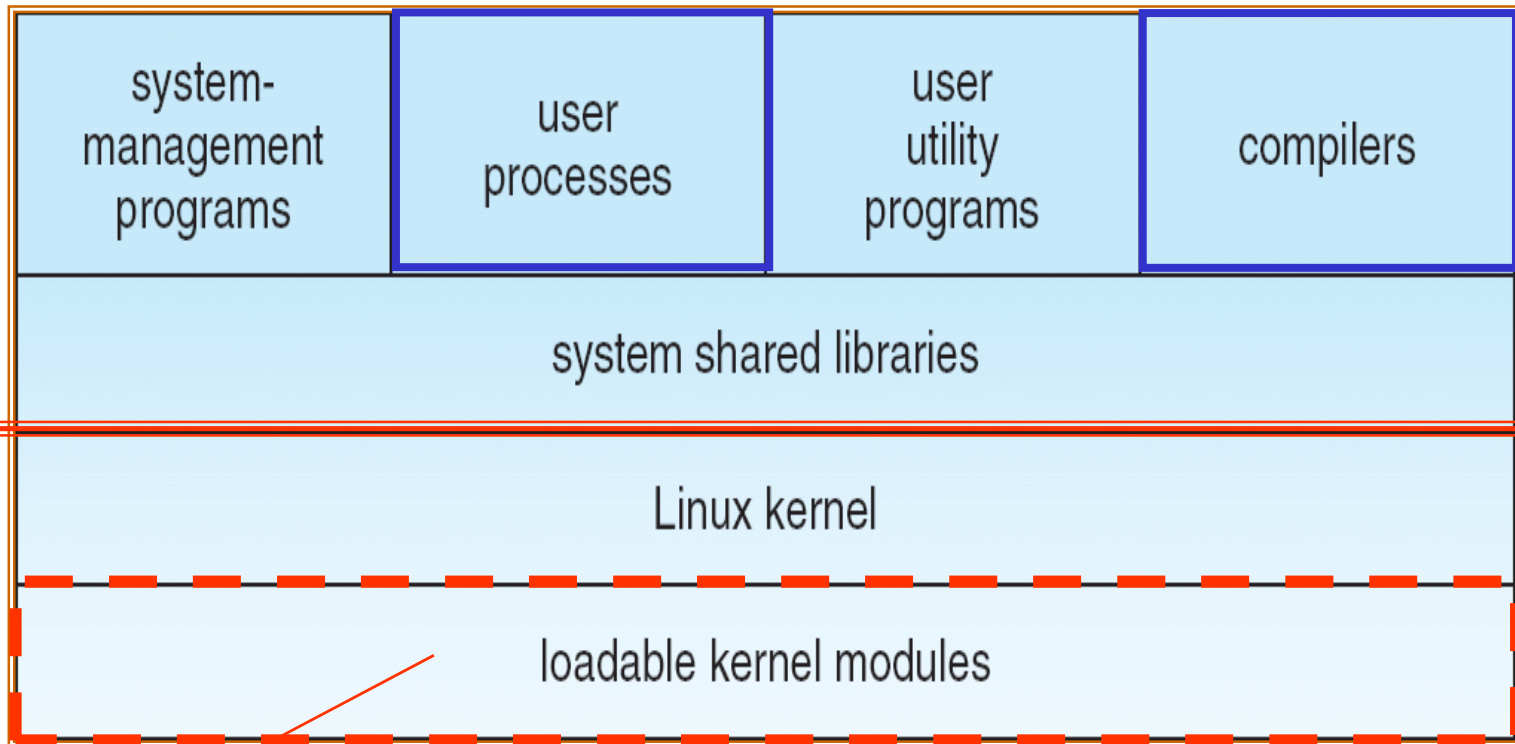 system-
management
programs
user
processes
user
utility
programs
compilers
system shared libraries
Linux kernel
loadable kernel modules